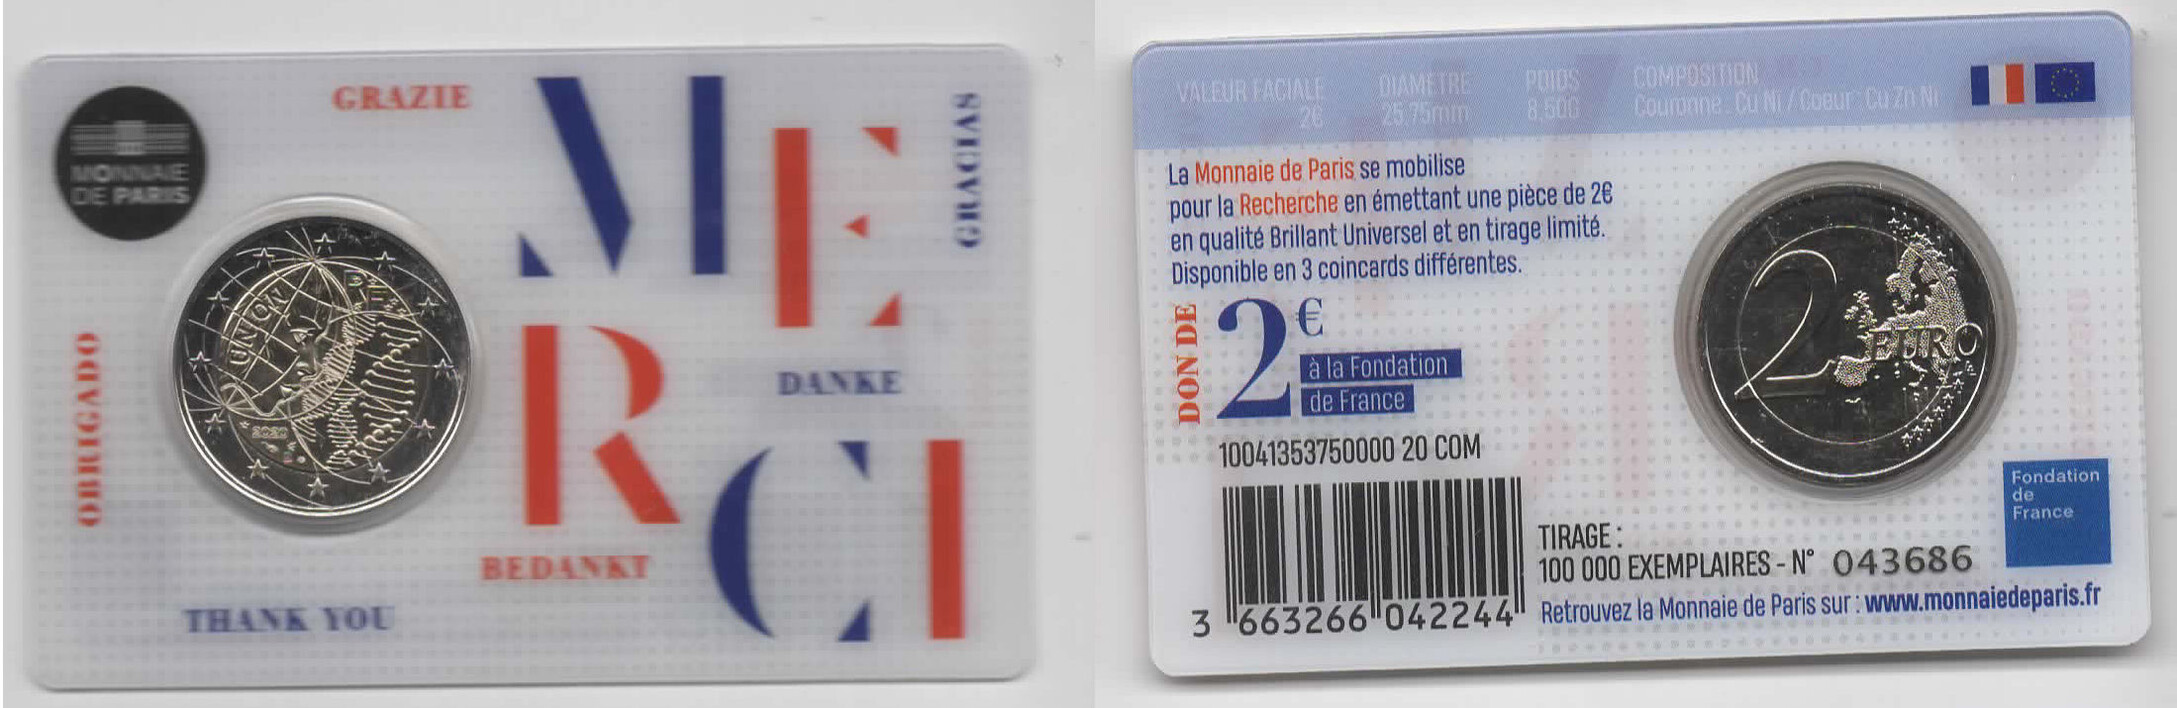 MONNAIE
DE PARIS
GRAZIE
MERCI
GRACIAS
OBRIGADO
DANKE
BEDANKT
THANK YOU
UNION
2020
VALEUR FACIALE
2€
DIAMETRE
25.75mm
POIDS
8.50G
COMPOSITION
Couronne : Cu Ni / Coeur : Cu Zn Ni
La Monnaie de Paris se mobilise
pour la Recherche en émettant une pièce de 2€
en qualité Brillant Universel et en tirage limité.
Disponible en 3 coincards différentes.
DON DE
2€
à la Fondation
de France
10041353750000 20 COM
3 663266 042244
2 EURO
Fondation
de
France
TIRAGE :
100 000 EXEMPLAIRES - N° 043686
Retrouvez la Monnaie de Paris sur : www.monnaiedeparis.fr